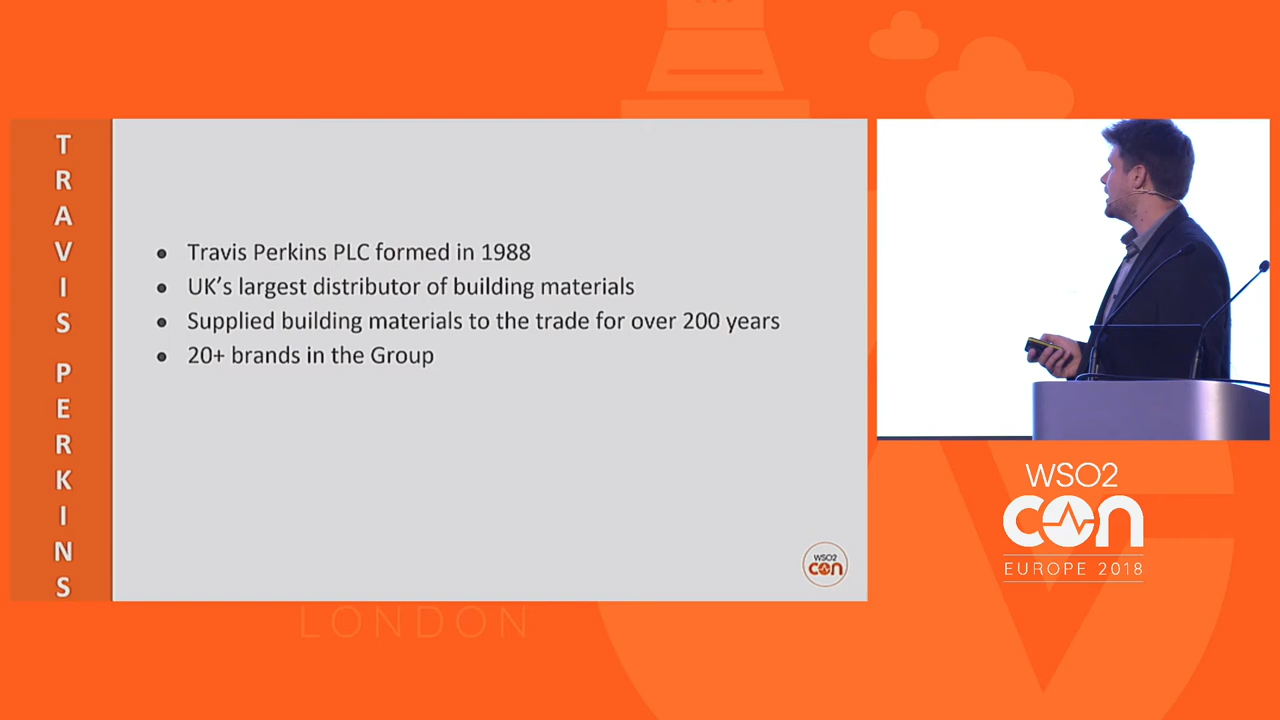 TRAVIS PERKINS
• Travis Perkins PLC formed in 1988
• UK's largest distributor of building materials
• Supplied building materials to the trade for over 200 years
• 20+ brands in the Group
WSO2
CON
WSO2
CON
EUROPE 2018
LONDON